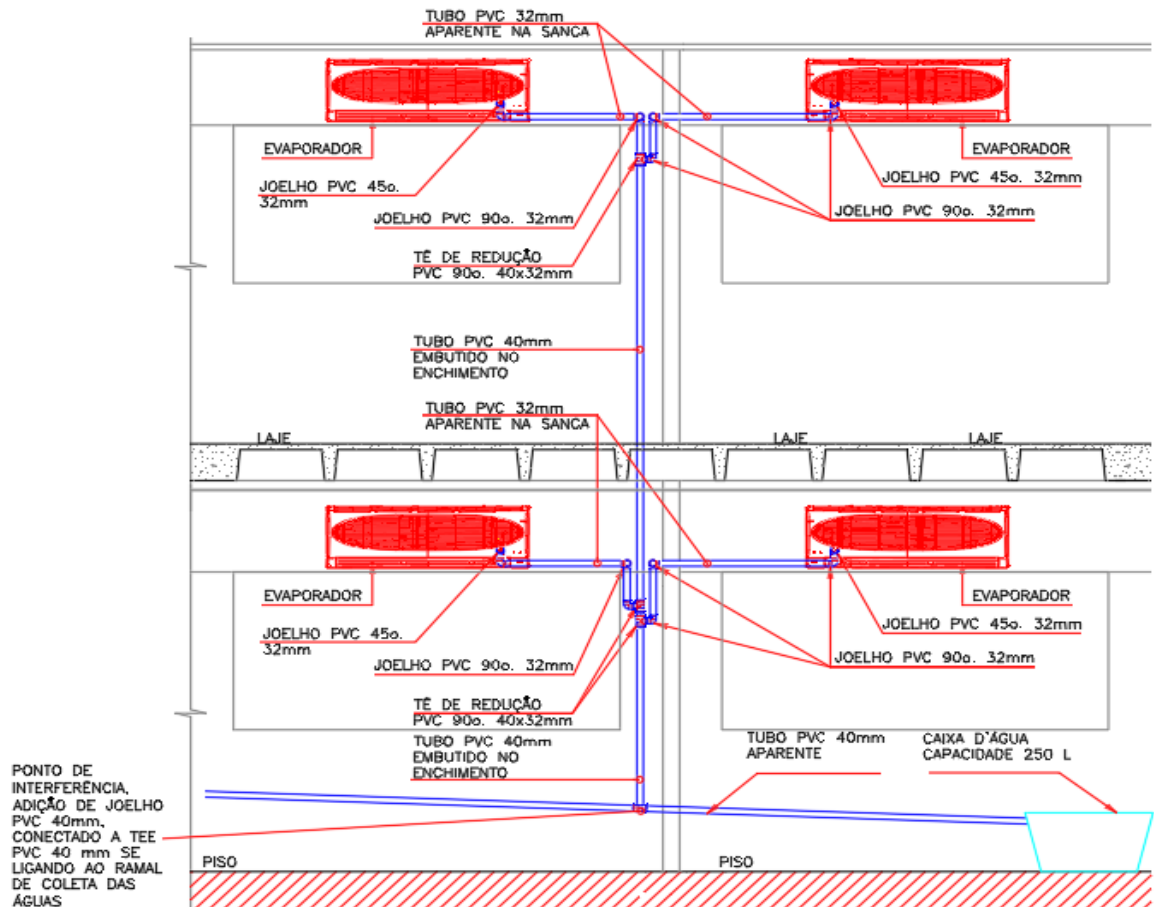 TUBO PVC 32mm
APARENTE NA SANCA
EVAPORADOR
EVAPORADOR
JOELHO PVC 45o.
32mm
JOELHO PVC 45o. 32mm
JOELHO PVC 90o. 32mm
JOELHO PVC 90o. 32mm
TÊ DE REDUÇÃO
PVC 90o. 40x32mm
TUBO PVC 40mm
EMBUTIDO NO
ENCHIMENTO
TUBO PVC 32mm
APARENTE NA SANCA
LAJE
LAJE
LAJE
EVAPORADOR
EVAPORADOR
JOELHO PVC 45o.
32mm
JOELHO PVC 45o. 32mm
JOELHO PVC 90o. 32mm
JOELHO PVC 90o. 32mm
TÊ DE REDUÇÃO
PVC 90o. 40x32mm
TUBO PVC 40mm
EMBUTIDO NO
ENCHIMENTO
TUBO PVC 40mm
APARENTE
CAIXA D'ÁGUA
CAPACIDADE 250 L
PONTO DE
INTERFERÊNCIA,
ADIÇÃO DE JOELHO
PVC 40mm,
CONECTADO A TEE
PVC 40 mm SE
LIGANDO AO RAMAL
DE COLETA DAS
ÁGUAS
PISO
PISO